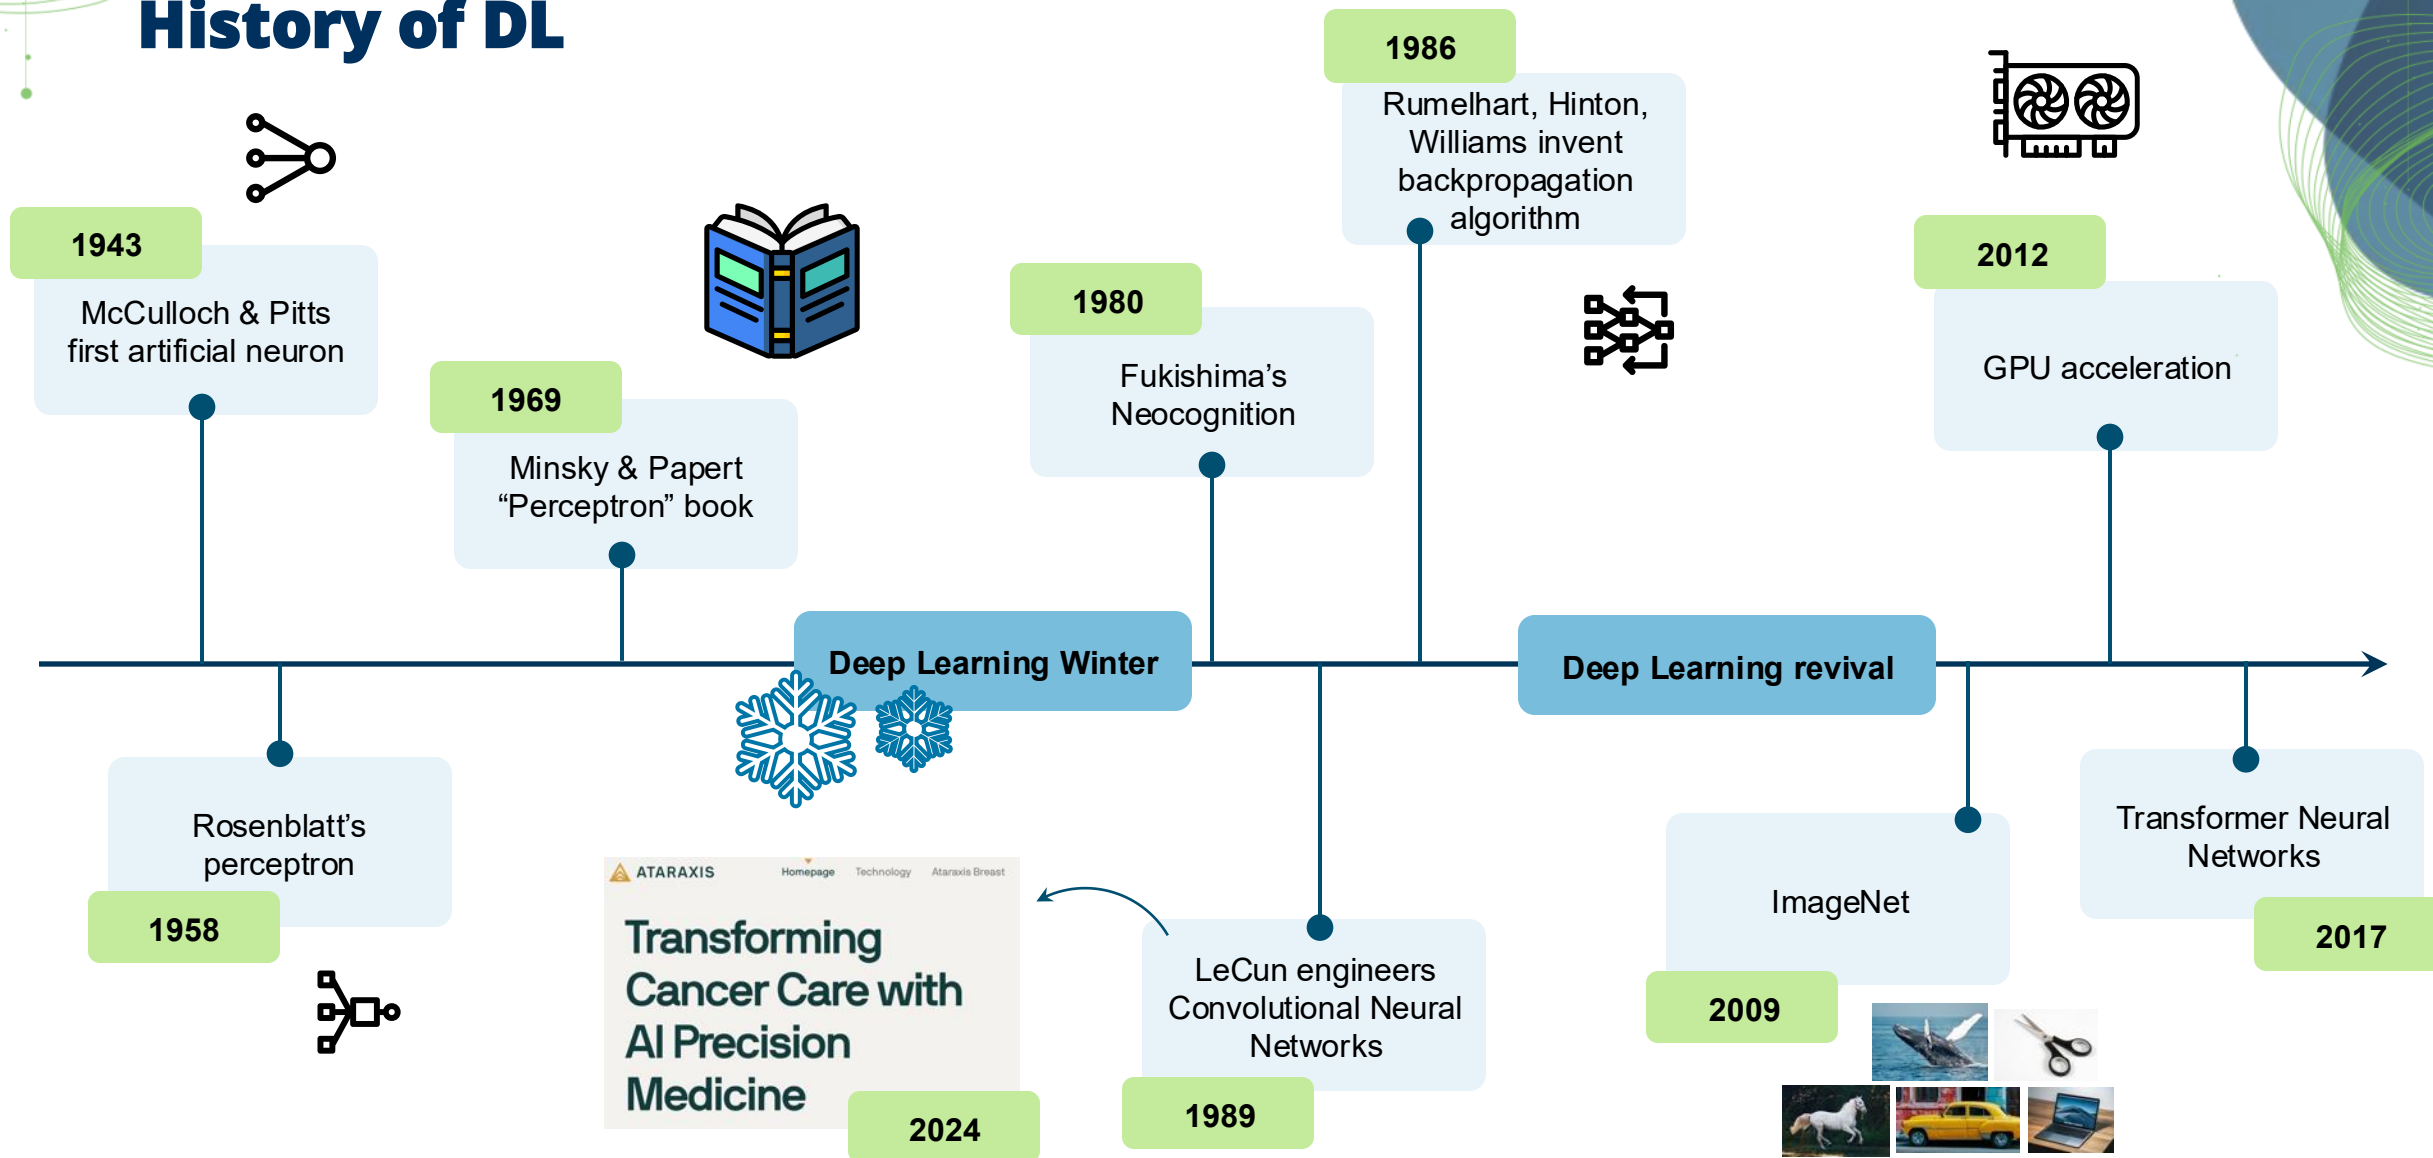 History of DL
1943
McCulloch & Pitts
first artificial neuron
1969
Minsky & Papert
“Perceptron” book
1980
Fukishima’s
Neocognition
1986
Rumelhart, Hinton,
Williams invent
backpropagation
algorithm
2012
GPU acceleration
Deep Learning Winter
Deep Learning revival
Rosenblatt’s
perceptron
1958
ATARAXIS
Homepage
Technology
Ataraxis Breast
Transforming
Cancer Care with
AI Precision
Medicine
2024
LeCun engineers
Convolutional Neural
Networks
1989
ImageNet
2009
Transformer Neural
Networks
2017